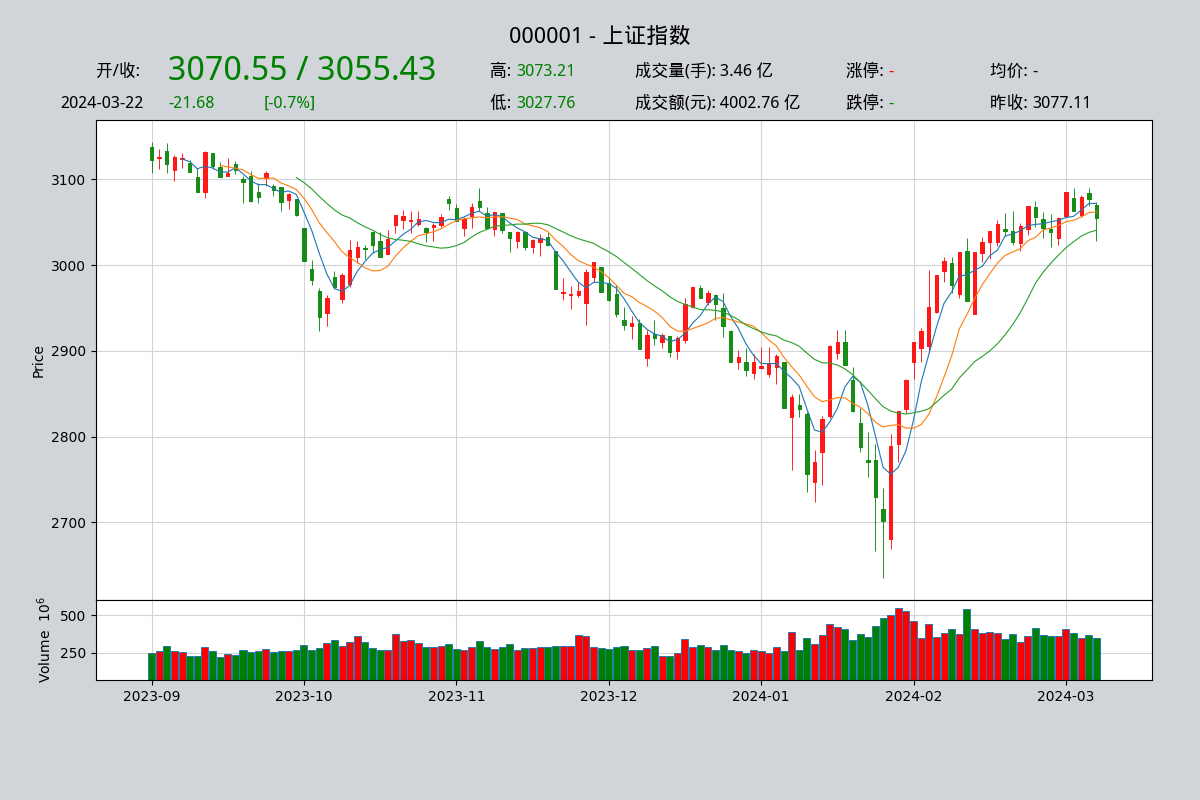 000001 - 上证指数
开/收: 3070.55 / 3055.43 高: 3073.21 成交量(手): 3.46 亿 涨停: - 均价: -
2024-03-22 -21.68 [-0.7%] 低: 3027.76 成交额(元): 4002.76 亿 跌停: - 昨收: 3077.11
3100
3000
2900
2800
2700
Price
500
250
Volume 10⁶
2023-09 2023-10 2023-11 2023-12 2024-01 2024-02 2024-03